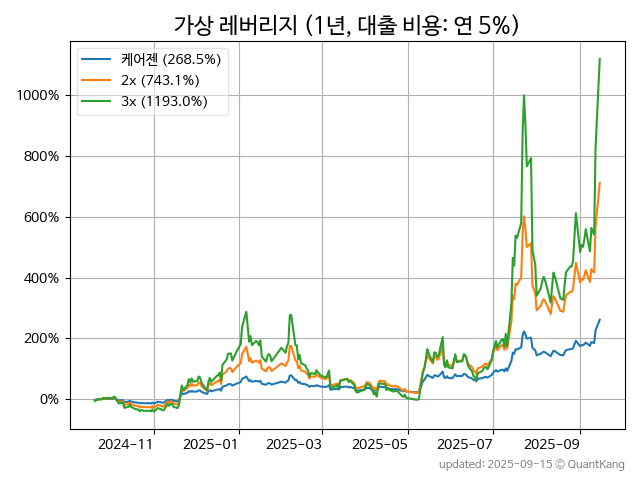 가상 레버리지 (1년, 대출 비용: 연 5%)
케어젠 (268.5%)
2x (743.1%)
3x (1193.0%)
1000%
800%
600%
400%
200%
0%
2024-11 2025-01 2025-03 2025-05 2025-07 2025-09
updated: 2025-09-15 © QuantKang